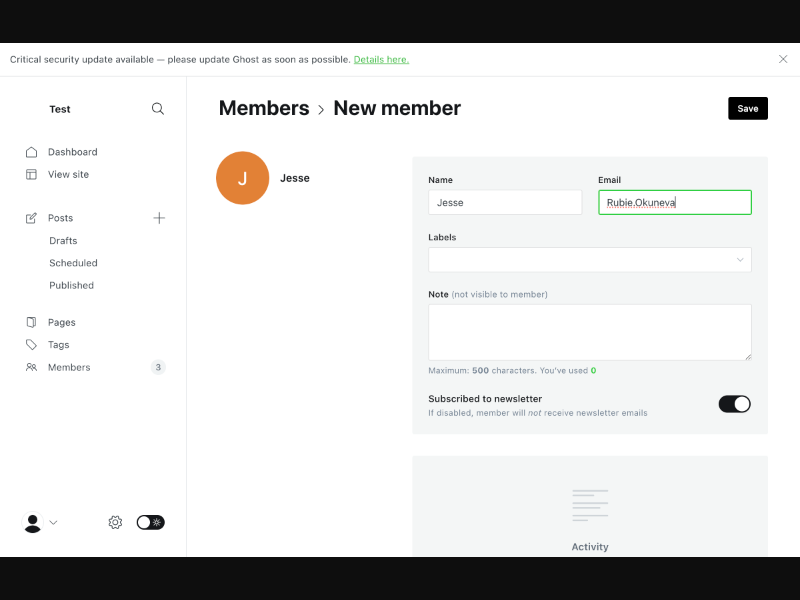 Critical security update available — please update Ghost as soon as possible. Details here.
Test
Dashboard
View site
Posts
Drafts
Scheduled
Published
Pages
Tags
Members 3
Members > New member
Save
J
Jesse
Name
Email
Jesse
Rubie.Okuneva
Labels
Note (not visible to member)
Maximum: 500 characters. You've used 0
Subscribed to newsletter
If disabled, member will not receive newsletter emails
Activity